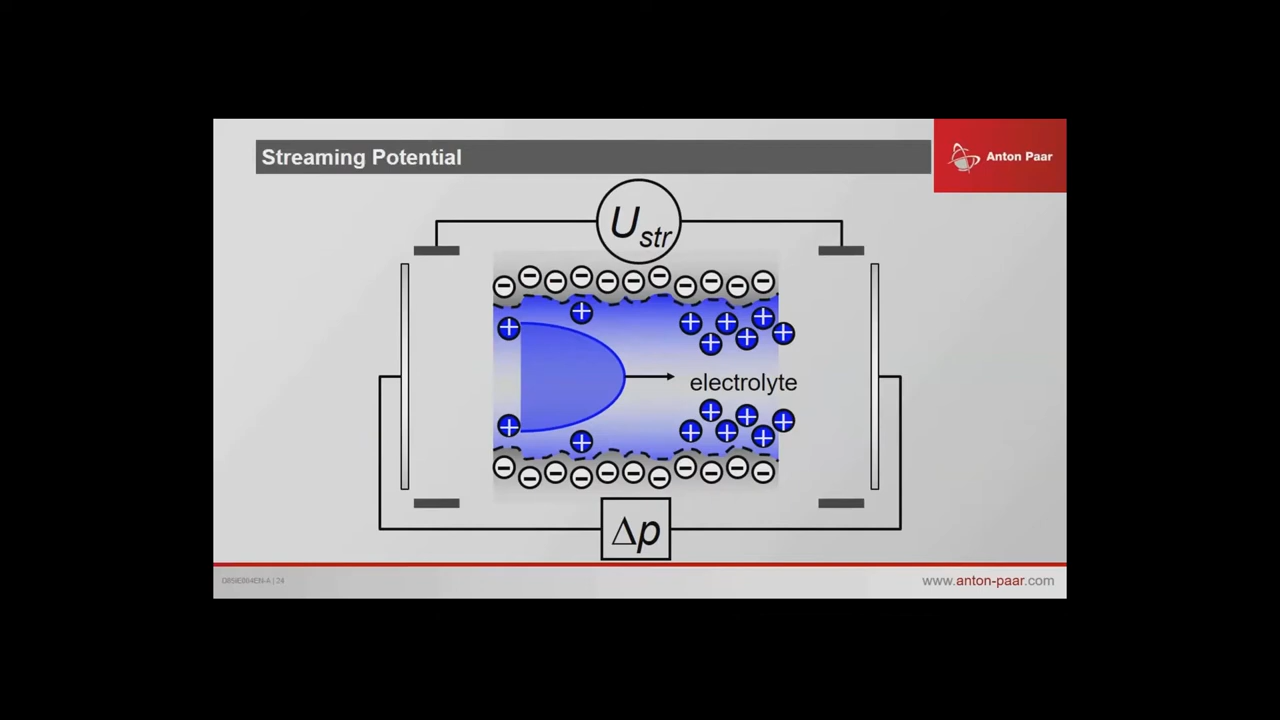 Streaming Potential
Anton Paar
Ustr
electrolyte
Δp
www.anton-paar.com